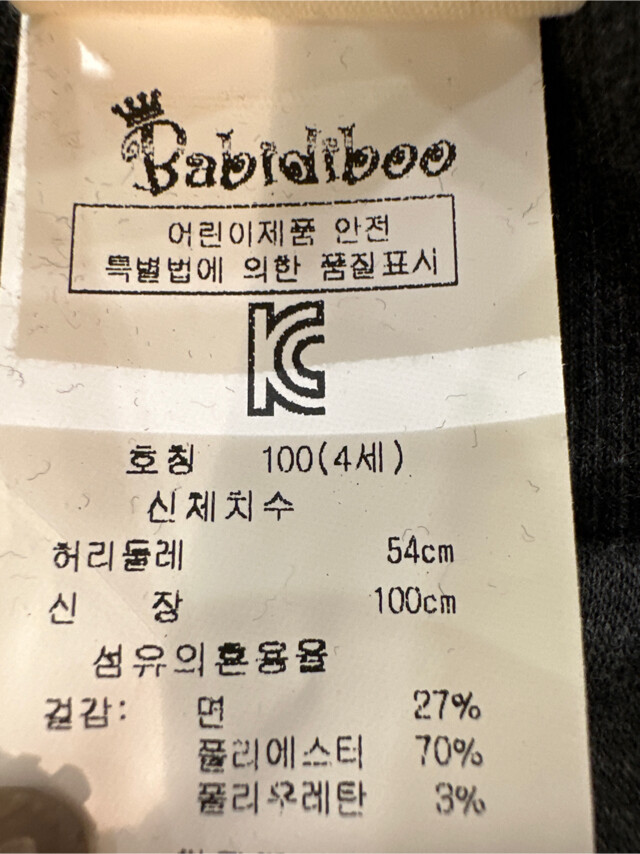 Babidiboo
어린이제품 안전
특별법에 의한 품질표시
KC
호칭 100(4세)
신체치수
허리둘레 54cm
신 장 100cm
섬유의혼용율
겉감: 면 27%
폴리에스터 70%
폴리우레탄 3%